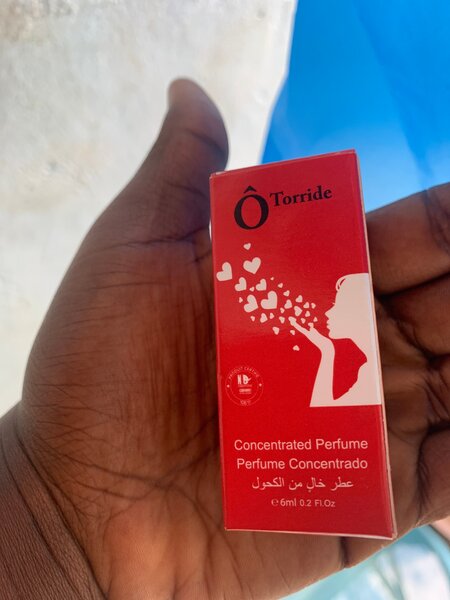 Ô Torride
Concentrated Perfume
Perfume Concentrado
عطر خالٍ من الكحول
℮6ml 0.2 Fl.Oz